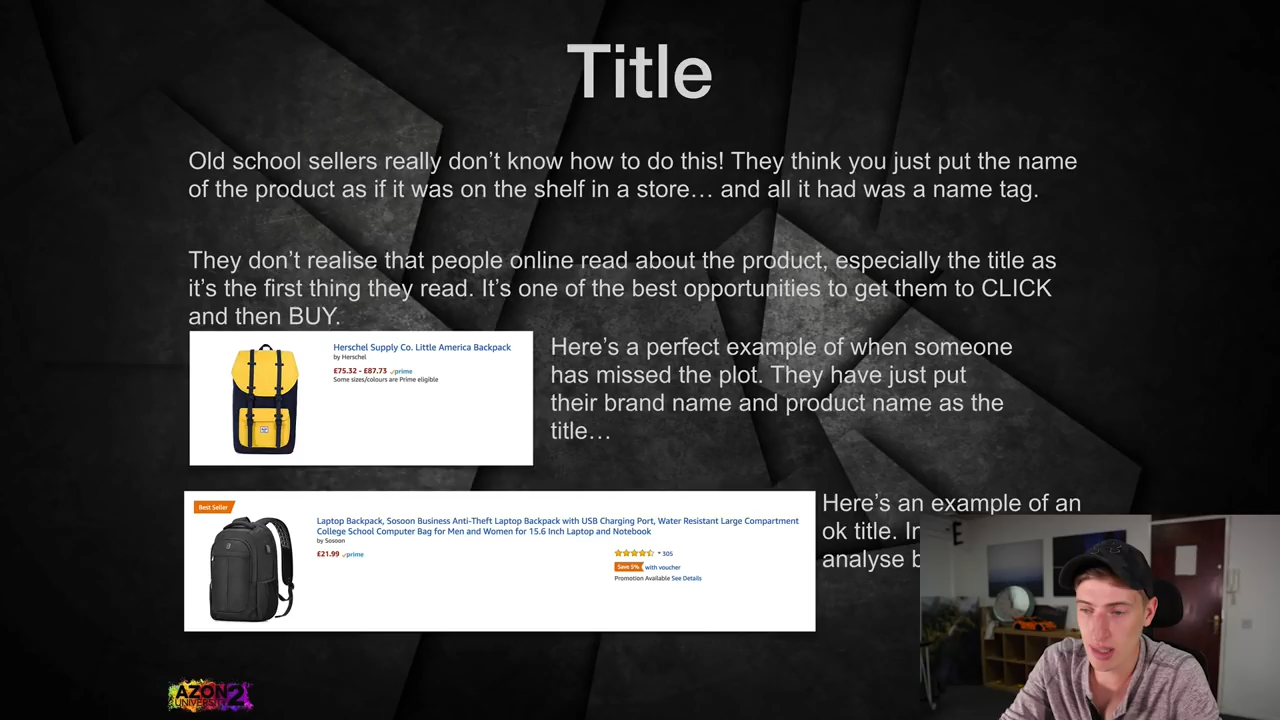 Title
Old school sellers really don’t know how to do this! They think you just put the name
of the product as if it was on the shelf in a store… and all it had was a name tag.
They don’t realise that people online read about the product, especially the title as
it’s the first thing they read. It’s one of the best opportunities to get them to CLICK
and then BUY.
Herschel Supply Co. Little America Backpack
by Herschel
£75.32 - £87.73 prime
Some sizes/colours are Prime eligible
Here’s a perfect example of when someone
has missed the plot. They have just put
their brand name and product name as the
title…
Best Seller
Laptop Backpack, Sosoon Business Anti-Theft Laptop Backpack with USB Charging Port, Water Resistant Large Compartment
College School Computer Bag for Men and Women for 15.6 Inch Laptop and Notebook
by Sosoon
£21.99 prime
305
Save 5% with voucher
Promotion Available See Details
Here’s an example of an
ok title. In
analyse
E
AZON
UNIVERSITY
2